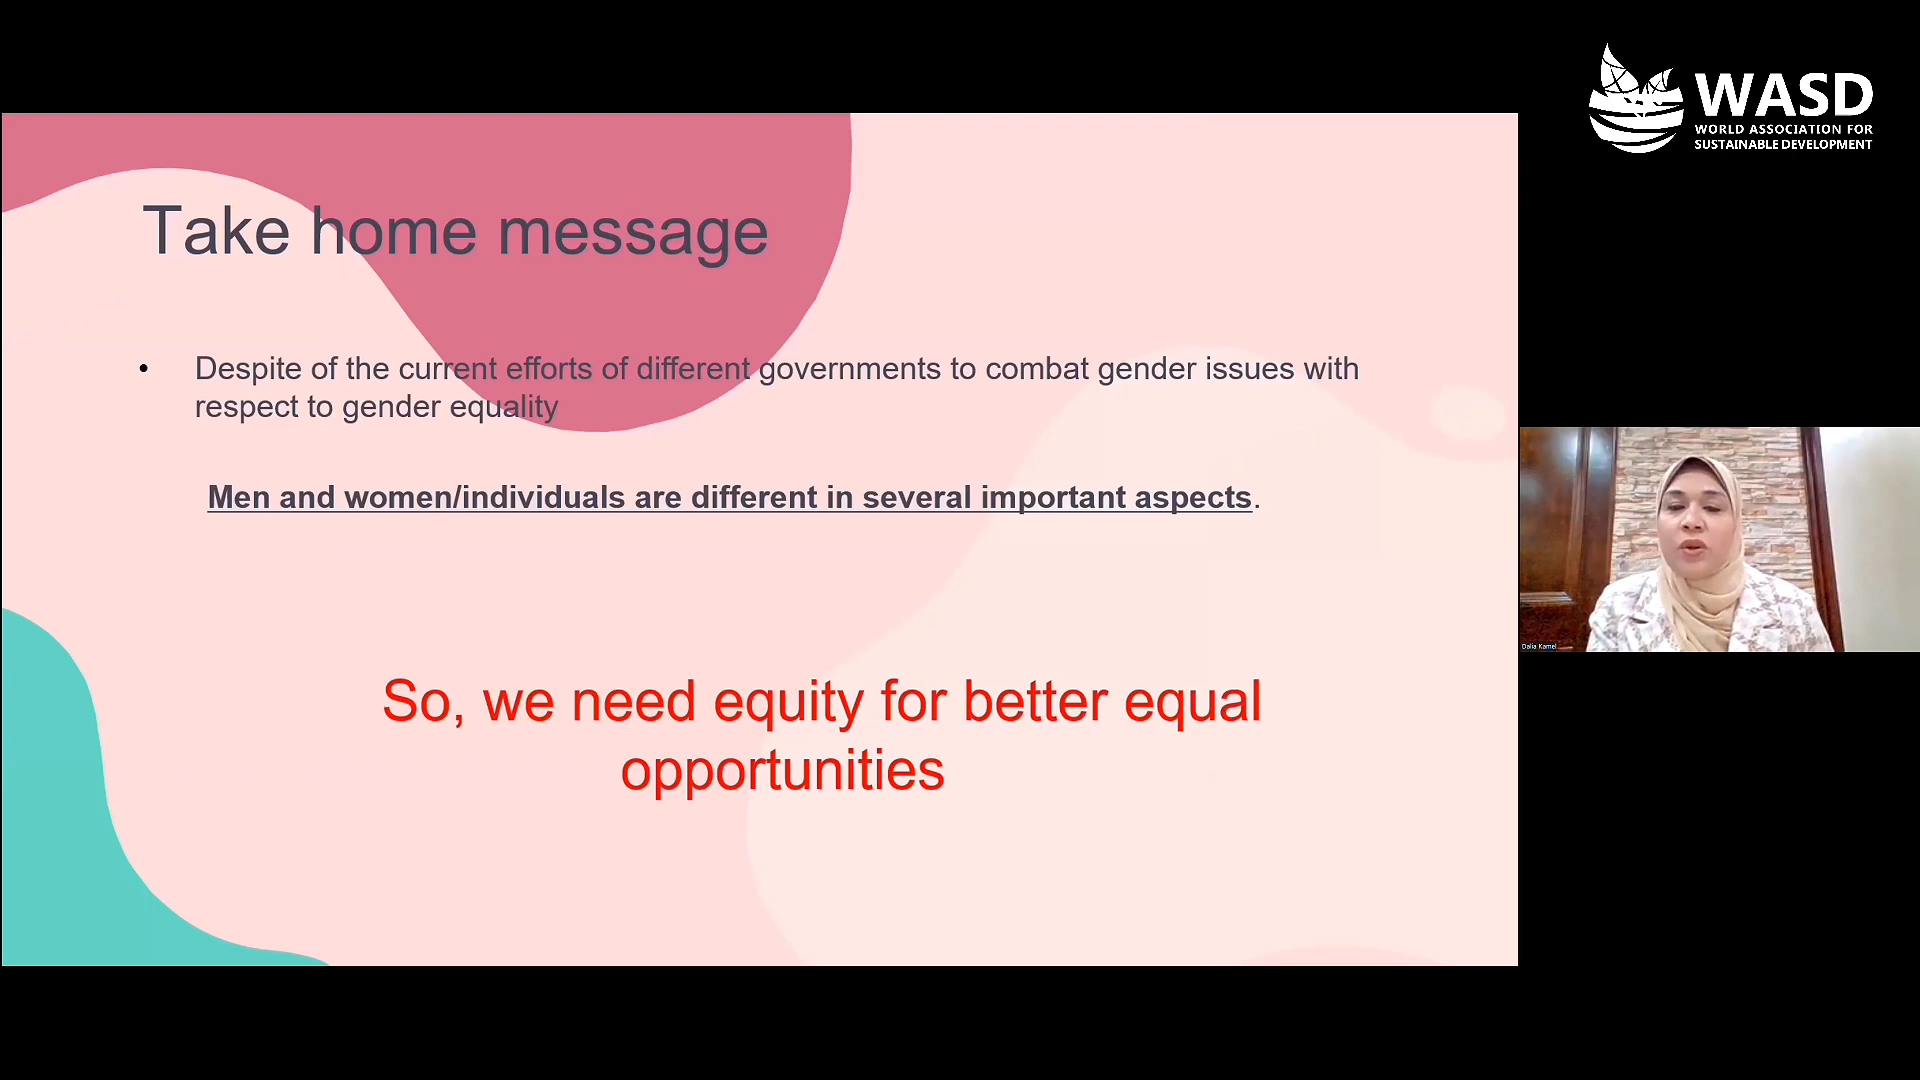 WASD
WORLD ASSOCIATION FOR
SUSTAINABLE DEVELOPMENT
Take home message
• Despite of the current efforts of different governments to combat gender issues with
respect to gender equality
Men and women/individuals are different in several important aspects.
So, we need equity for better equal
opportunities
Dalia Kamel